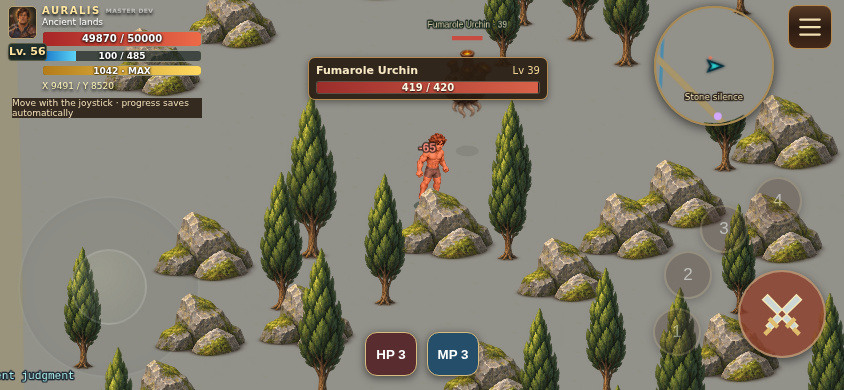 AURALIS MASTER DEV
Ancient lands
49870 / 50000
Lv. 56
100 / 485
1042 · MAX
X 9491 / Y 8520
Move with the joystick · progress saves
automatically
Fumarole Urchin · 39
Fumarole Urchin Lv 39
419 / 420
-65
Stone silence
4
3
2
1
HP 3
MP 3
ent judgment